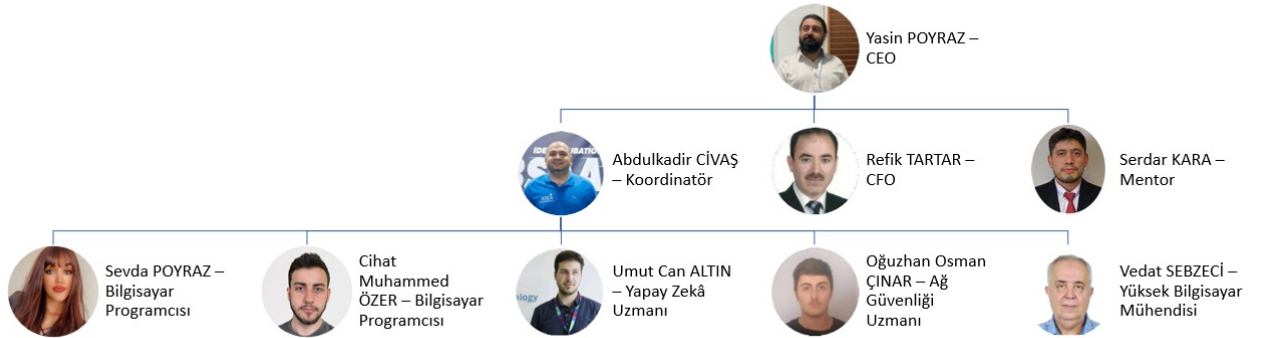 Yasin POYRAZ –
CEO
Abdulkadir CİVAŞ
– Koordinatör
Refik TARTAR –
CFO
Serdar KARA –
Mentor
Sevda POYRAZ –
Bilgisayar
Programcısı
Cihat
Muhammed
ÖZER – Bilgisayar
Programcısı
Umut Can ALTIN
– Yapay Zekâ
Uzmanı
Oğuzhan Osman
ÇINAR – Ağ
Güvenliği
Uzmanı
Vedat SEBZECİ –
Yüksek Bilgisayar
Mühendisi